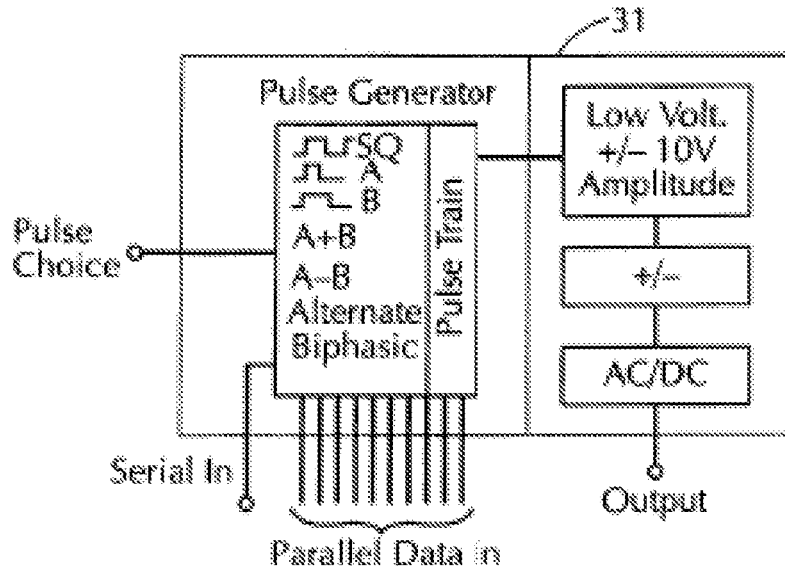 31
Pulse Generator
SQ
A
B
A+B
A–B
Alternate
Biphasic
Pulse Train
Low Volt.
+/– 10V
Amplitude
+/–
AC/DC
Pulse
Choice
Serial In
Output
Parallel Data in